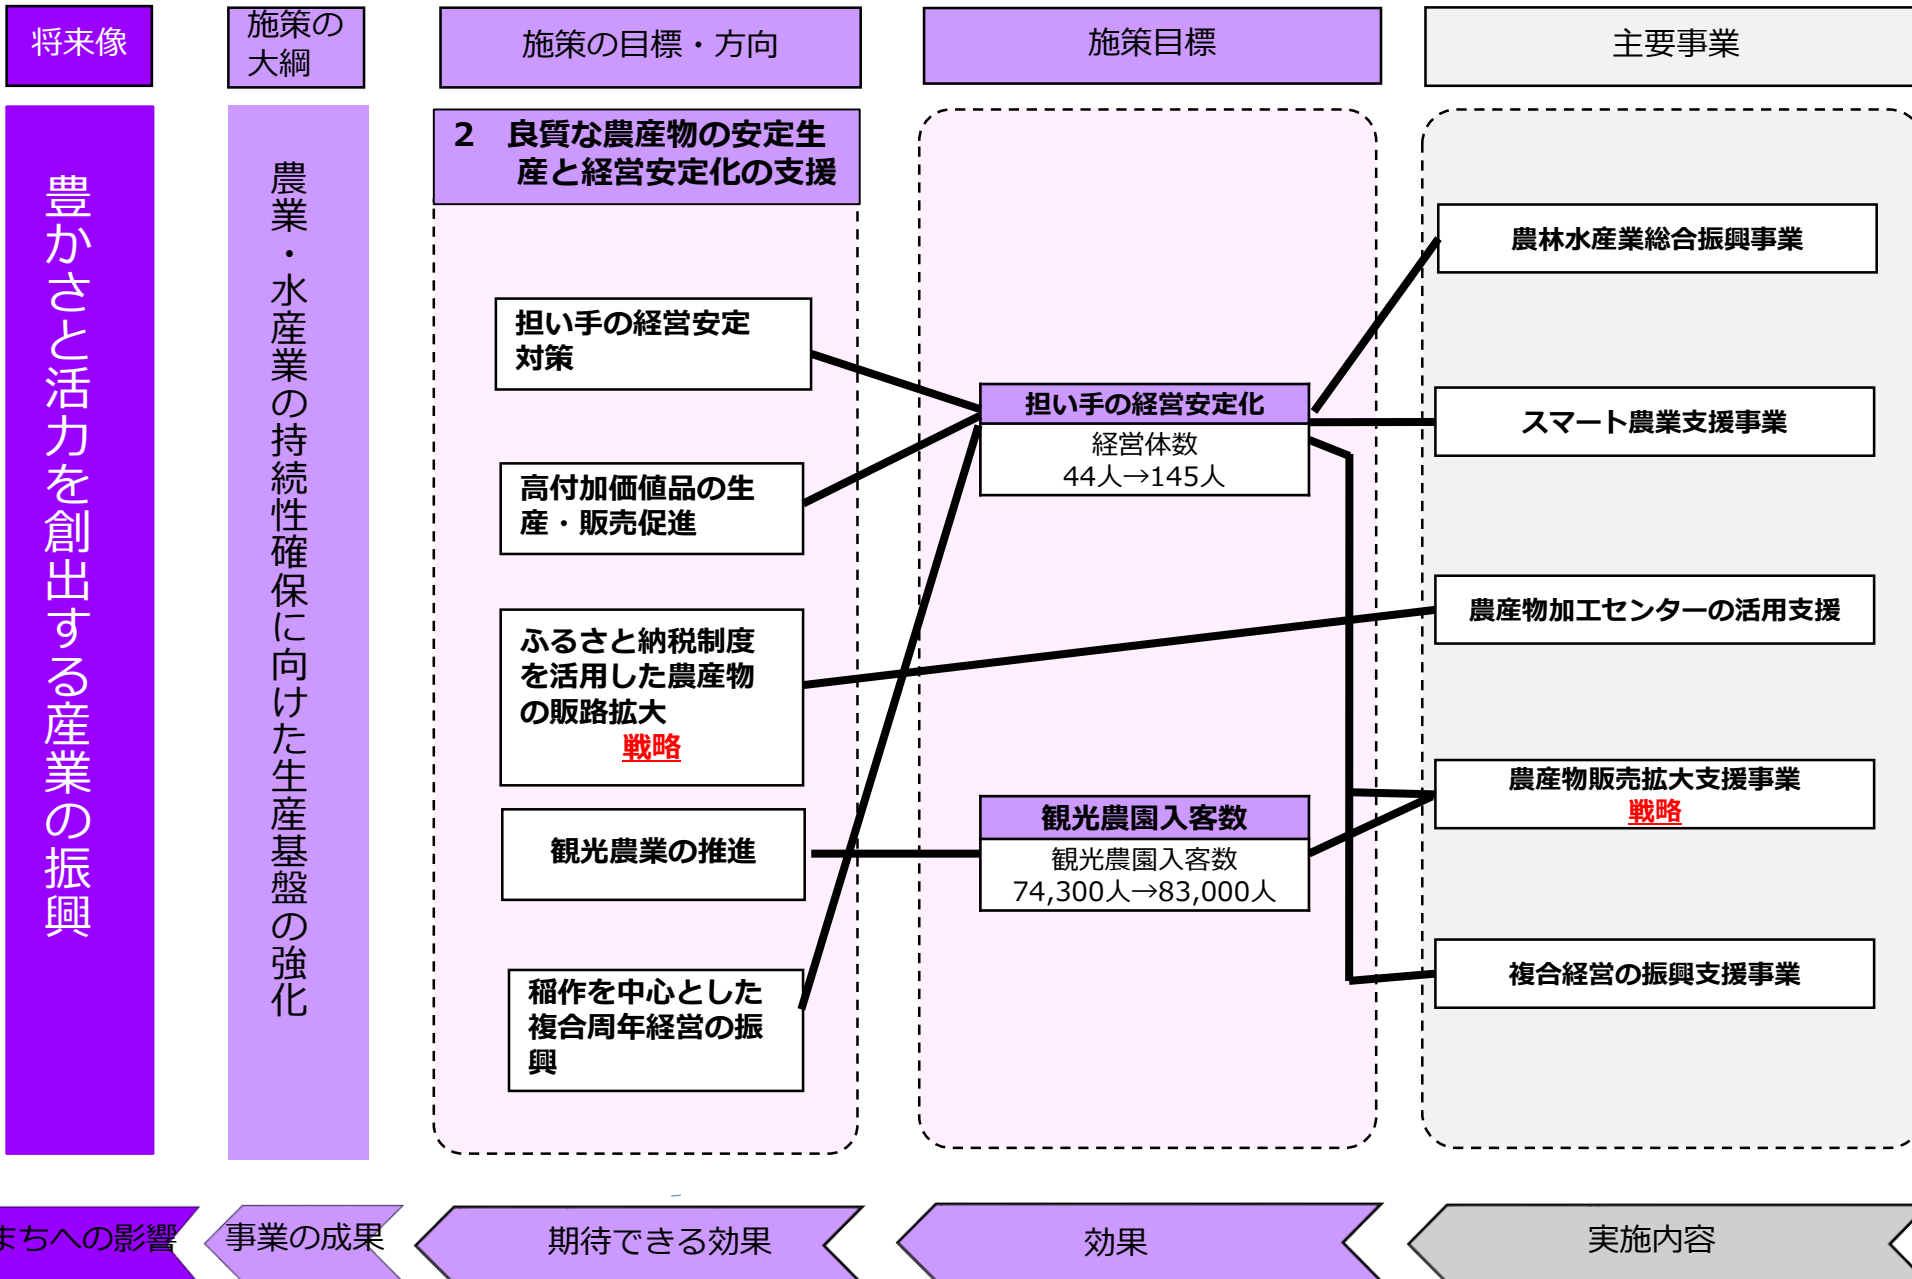 将来像
施策の
大綱
施策の目標・方向
施策目標
主要事業
豊かさと活力を創出する産業の振興
農業・水産業の持続性確保に向けた生産基盤の強化
2 良質な農産物の安定生
産と経営安定化の支援
担い手の経営安定
対策
高付加価値品の生
産・販売促進
ふるさと納税制度
を活用した農産物
の販路拡大
戦略
観光農業の推進
稲作を中心とした
複合周年経営の振
興
担い手の経営安定化
経営体数
44人→145人
観光農園入客数
観光農園入客数
74,300人→83,000人
農林水産業総合振興事業
スマート農業支援事業
農産物加工センターの活用支援
農産物販売拡大支援事業
戦略
複合経営の振興支援事業
まちへの影響
事業の成果
期待できる効果
効果
実施内容